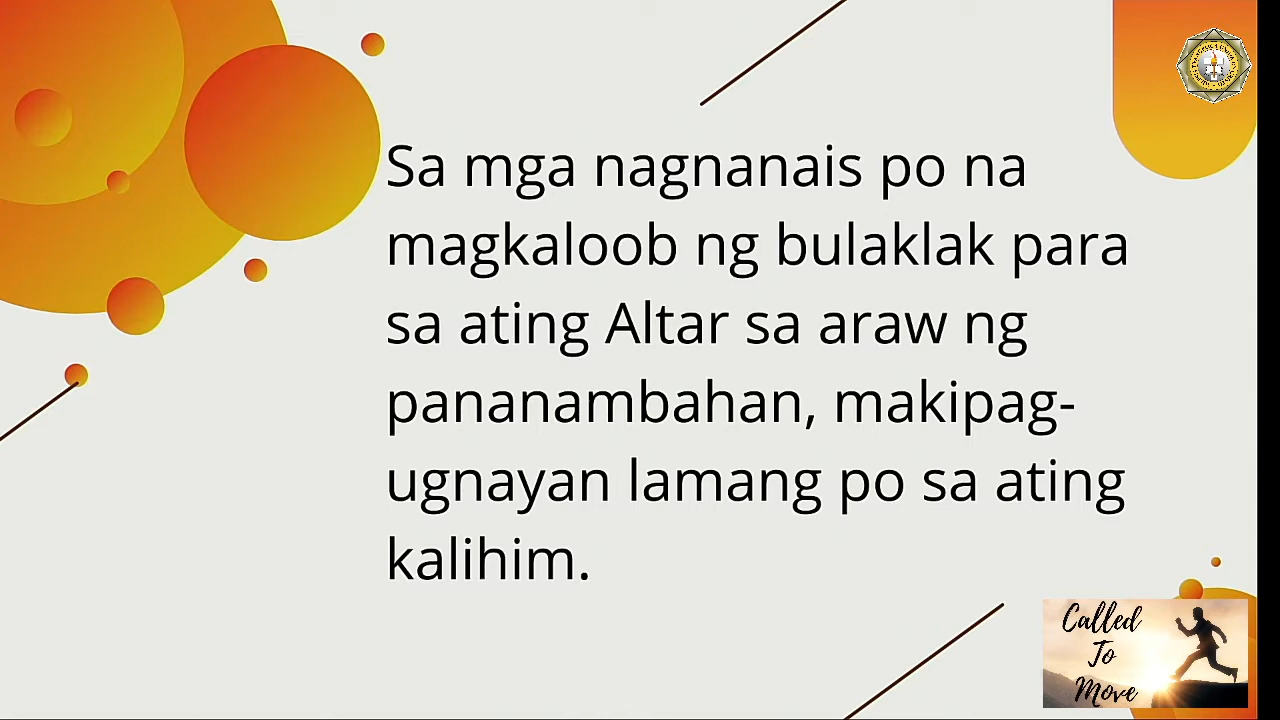 Sa mga nagnanais po na
magkaloob ng bulaklak para
sa ating Altar sa araw ng
pananambahan, makipag-
ugnayan lamang po sa ating
kalihim.
Called
To
Move